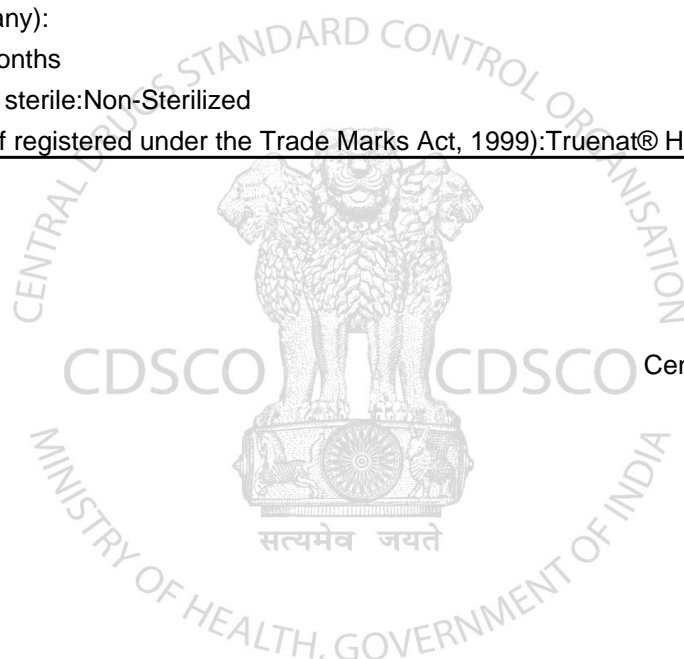 any):
onths
sterile:Non-Sterilized
f registered under the Trade Marks Act, 1999):Truenat® H
CENTRAL DRUGS STANDARD CONTROL ORGANISATION
CDSCO CDSCO
Cer
सत्यमेव जयते
MINISTRY OF HEALTH, GOVERNMENT OF INDIA